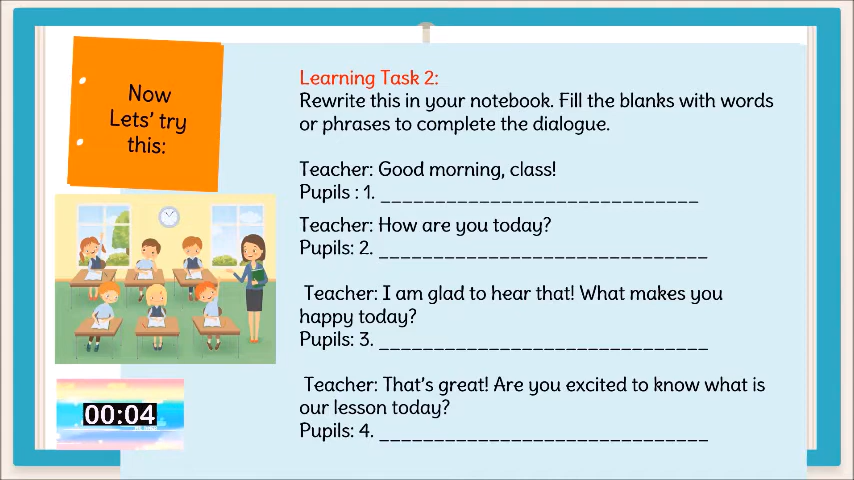 Now
Lets' try
this:
Learning Task 2:
Rewrite this in your notebook. Fill the blanks with words
or phrases to complete the dialogue.
Teacher: Good morning, class!
Pupils : 1. _____________________________
Teacher: How are you today?
Pupils: 2. ______________________________
Teacher: I am glad to hear that! What makes you
happy today?
Pupils: 3. ______________________________
Teacher: That's great! Are you excited to know what is
our lesson today?
Pupils: 4. ______________________________
00:04